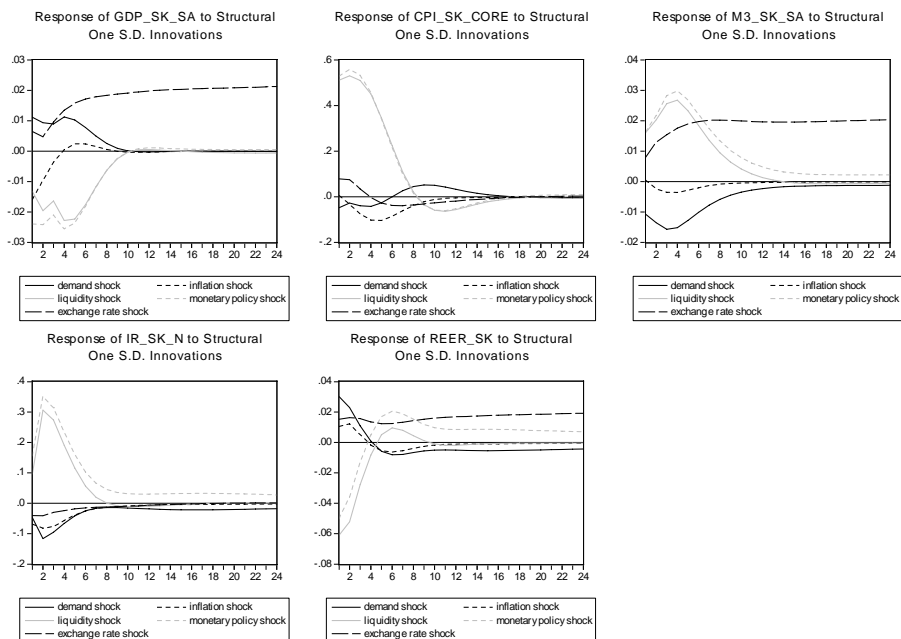 Response of GDP_SK_SA to Structural
One S.D. Innovations
.03
.02
.01
.00
-.01
-.02
-.03
2 4 6 8 10 12 14 16 18 20 22 24
demand shock inflation shock
liquidity shock monetary policy shock
exchange rate shock
Response of CPI_SK_CORE to Structural
One S.D. Innovations
.6
.4
.2
.0
-.2
2 4 6 8 10 12 14 16 18 20 22 24
demand shock inflation shock
liquidity shock monetary policy shock
exchange rate shock
Response of M3_SK_SA to Structural
One S.D. Innovations
.04
.03
.02
.01
.00
-.01
-.02
2 4 6 8 10 12 14 16 18 20 22 24
demand shock inflation shock
liquidity shock monetary policy shock
exchange rate shock
Response of IR_SK_N to Structural
One S.D. Innovations
.4
.3
.2
.1
.0
-.1
-.2
2 4 6 8 10 12 14 16 18 20 22 24
demand shock inflation shock
liquidity shock monetary policy shock
exchange rate shock
Response of REER_SK to Structural
One S.D. Innovations
.04
.02
.00
-.02
-.04
-.06
-.08
2 4 6 8 10 12 14 16 18 20 22 24
demand shock inflation shock
liquidity shock monetary policy shock
exchange rate shock